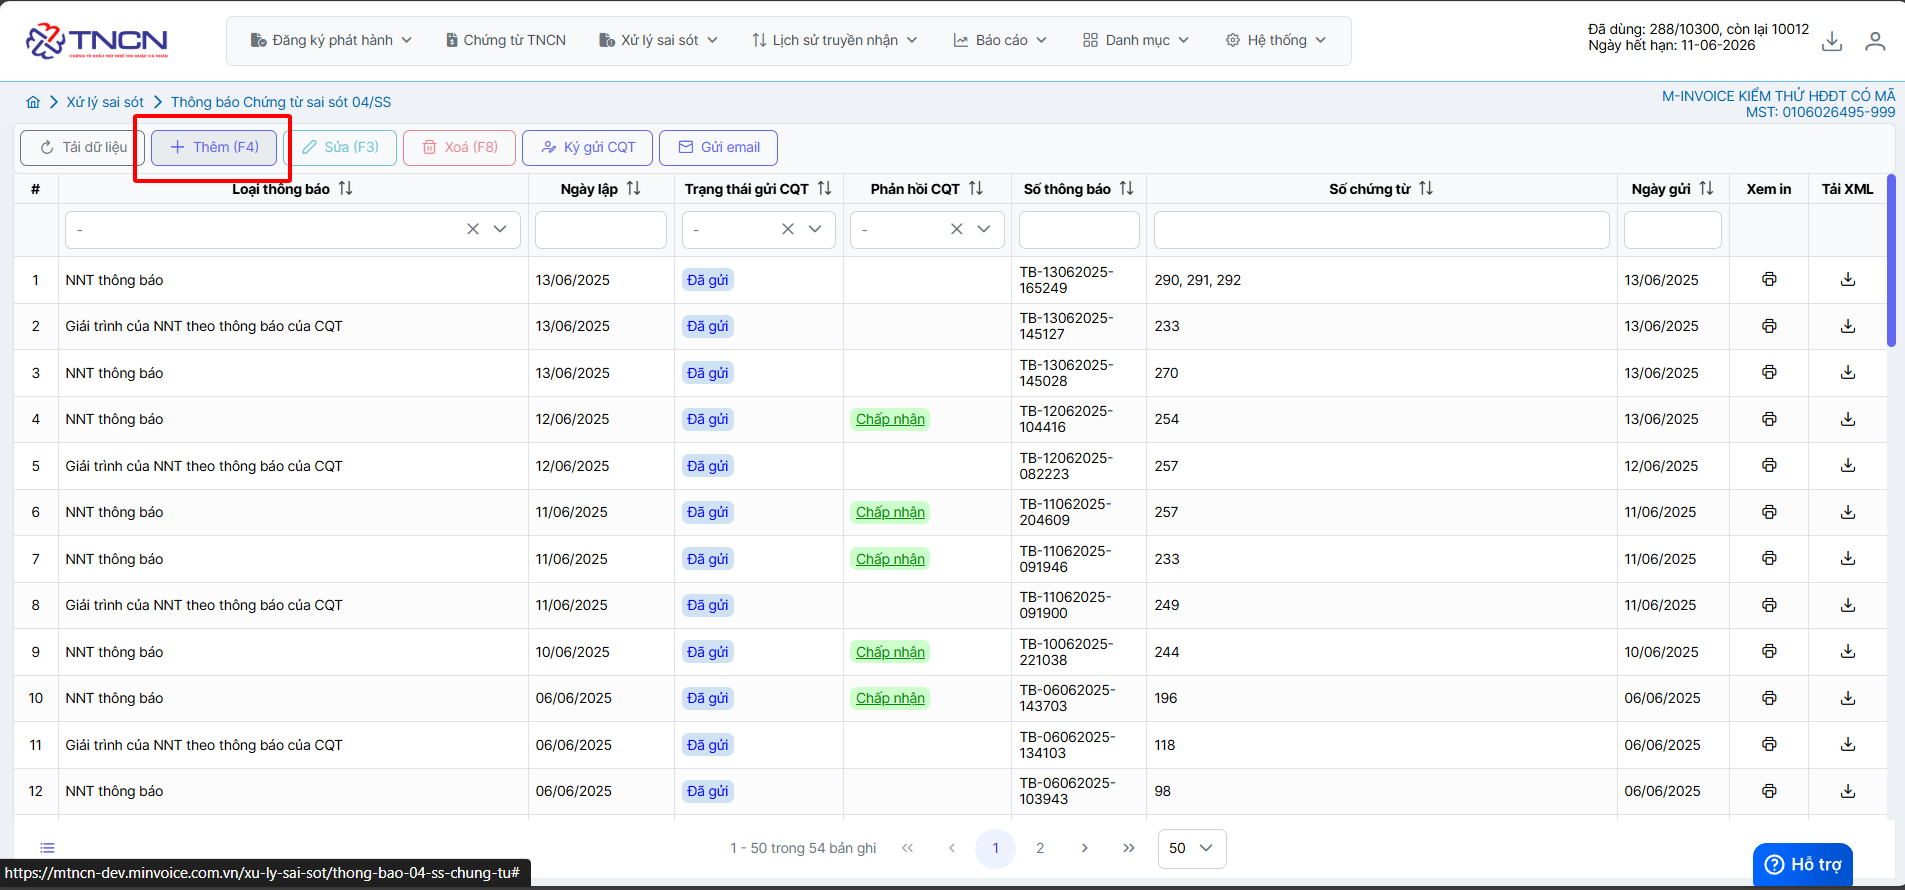 TNCN
CHỨNG TỪ KHẤU TRỪ THUẾ THU NHẬP CÁ NHÂN
Đăng ký phát hành
Chứng từ TNCN
Xử lý sai sót
Lịch sử truyền nhận
Báo cáo
Danh mục
Hệ thống
Đã dùng: 288/10300, còn lại 10012
Ngày hết hạn: 11-06-2026
Xử lý sai sót
Thông báo Chứng từ sai sót 04/SS
M-INVOICE KIỂM THỬ HĐĐT CÓ MÃ
MST: 0106026495-999
Tải dữ liệu
Thêm (F4)
Sửa (F3)
Xoá (F8)
Ký gửi CQT
Gửi email
# Loại thông báo Ngày lập Trạng thái gửi CQT Phản hồi CQT Số thông báo Số chứng từ Ngày gửi Xem in Tải XML
- - -
1 NNT thông báo 13/06/2025 Đã gửi TB-13062025-165249 290, 291, 292 13/06/2025
2 Giải trình của NNT theo thông báo của CQT 13/06/2025 Đã gửi TB-13062025-145127 233 13/06/2025
3 NNT thông báo 13/06/2025 Đã gửi TB-13062025-145028 270 13/06/2025
4 NNT thông báo 12/06/2025 Đã gửi Chấp nhận TB-12062025-104416 254 13/06/2025
5 Giải trình của NNT theo thông báo của CQT 12/06/2025 Đã gửi TB-12062025-082223 257 12/06/2025
6 NNT thông báo 11/06/2025 Đã gửi Chấp nhận TB-11062025-204609 257 11/06/2025
7 NNT thông báo 11/06/2025 Đã gửi Chấp nhận TB-11062025-091946 233 11/06/2025
8 Giải trình của NNT theo thông báo của CQT 11/06/2025 Đã gửi TB-11062025-091900 249 11/06/2025
9 NNT thông báo 10/06/2025 Đã gửi Chấp nhận TB-10062025-221038 244 10/06/2025
10 NNT thông báo 06/06/2025 Đã gửi Chấp nhận TB-06062025-143703 196 06/06/2025
11 Giải trình của NNT theo thông báo của CQT 06/06/2025 Đã gửi TB-06062025-134103 118 06/06/2025
12 NNT thông báo 06/06/2025 Đã gửi TB-06062025-103943 98 06/06/2025
1 - 50 trong 54 bản ghi
1
2
50
https://mtncn-dev.minvoice.com.vn/xu-ly-sai-sot/thong-bao-04-ss-chung-tu#
Hỗ trợ